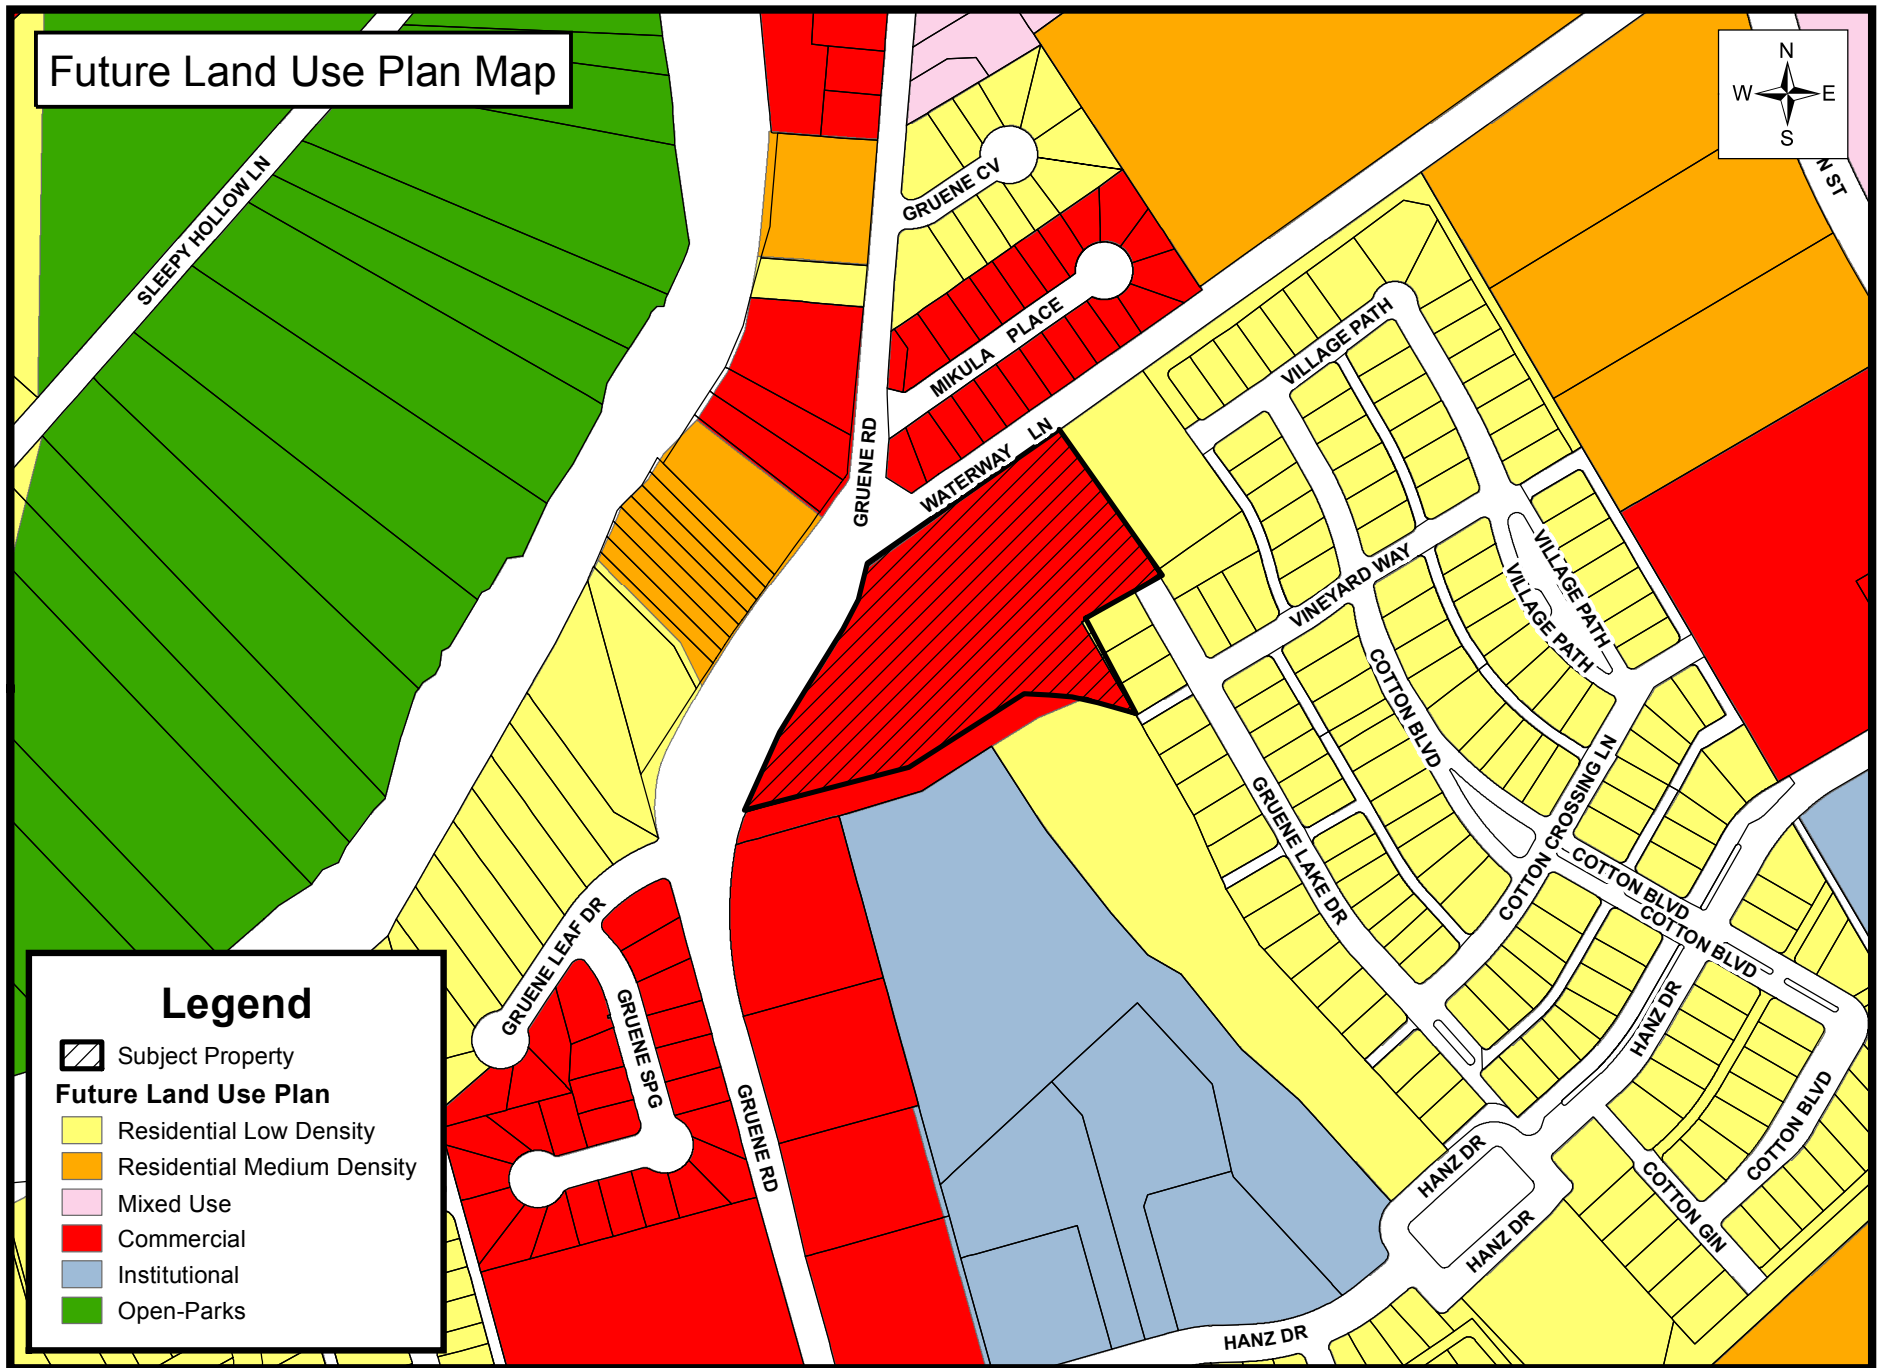 Future Land Use Plan Map
N
W E
S
N ST
SLEEPY HOLLOW LN
GRUENE CV
MIKULA PLACE
VILLAGE PATH
GRUENE RD
WATERWAY LN
VINEYARD WAY
VILLAGE PATH
VILLAGE PATH
COTTON BLVD
COTTON CROSSING LN
GRUENE LAKE DR
COTTON BLVD
COTTON BLVD
GRUENE LEAF DR
GRUENE SPG
HANZ DR
GRUENE RD
COTTON BLVD
HANZ DR
COTTON GIN
HANZ DR
HANZ DR
Legend
Subject Property
Future Land Use Plan
Residential Low Density
Residential Medium Density
Mixed Use
Commercial
Institutional
Open-Parks